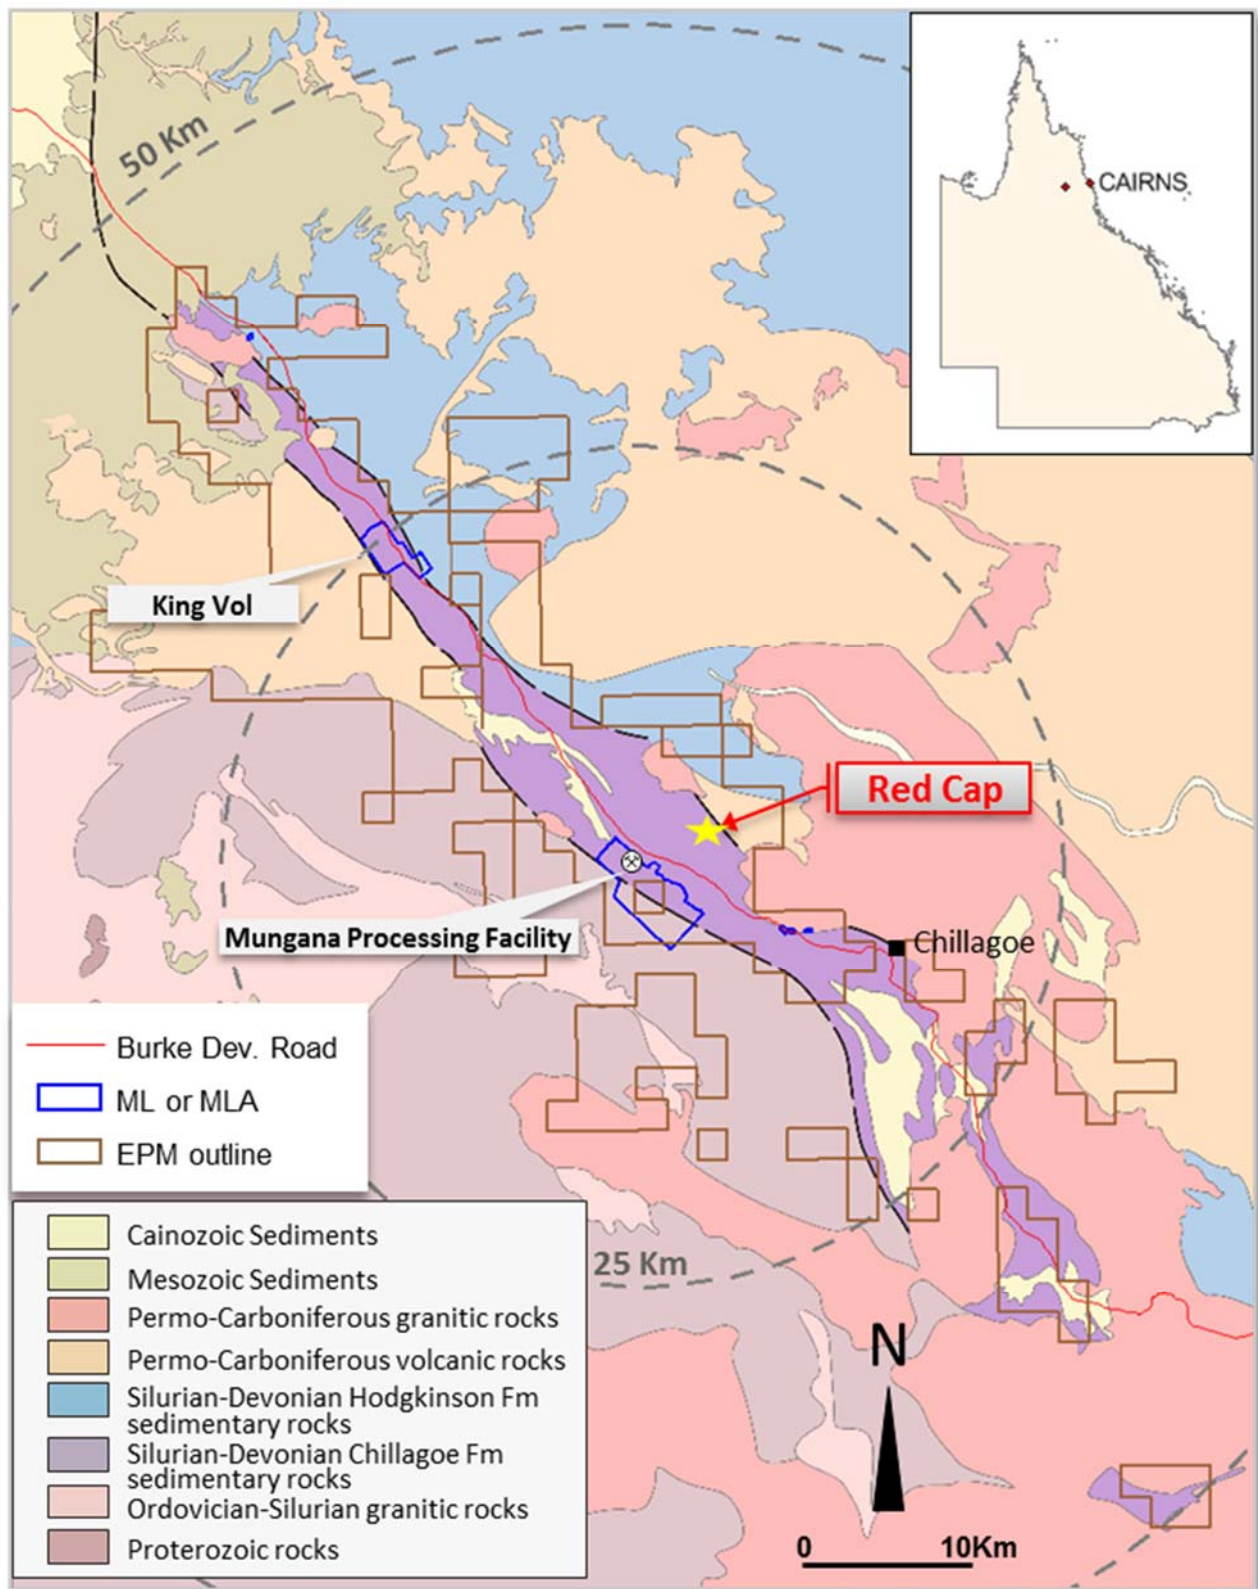 50 Km
CAIRNS
King Vol
Red Cap
Mungana Processing Facility
Chillagoe
Burke Dev. Road
ML or MLA
EPM outline
25 Km
Cainozoic Sediments
Mesozoic Sediments
Permo-Carboniferous granitic rocks
Permo-Carboniferous volcanic rocks
Silurian-Devonian Hodgkinson Fm
sedimentary rocks
Silurian-Devonian Chillagoe Fm
sedimentary rocks
Ordovician-Silurian granitic rocks
Proterozoic rocks
N
0 10Km